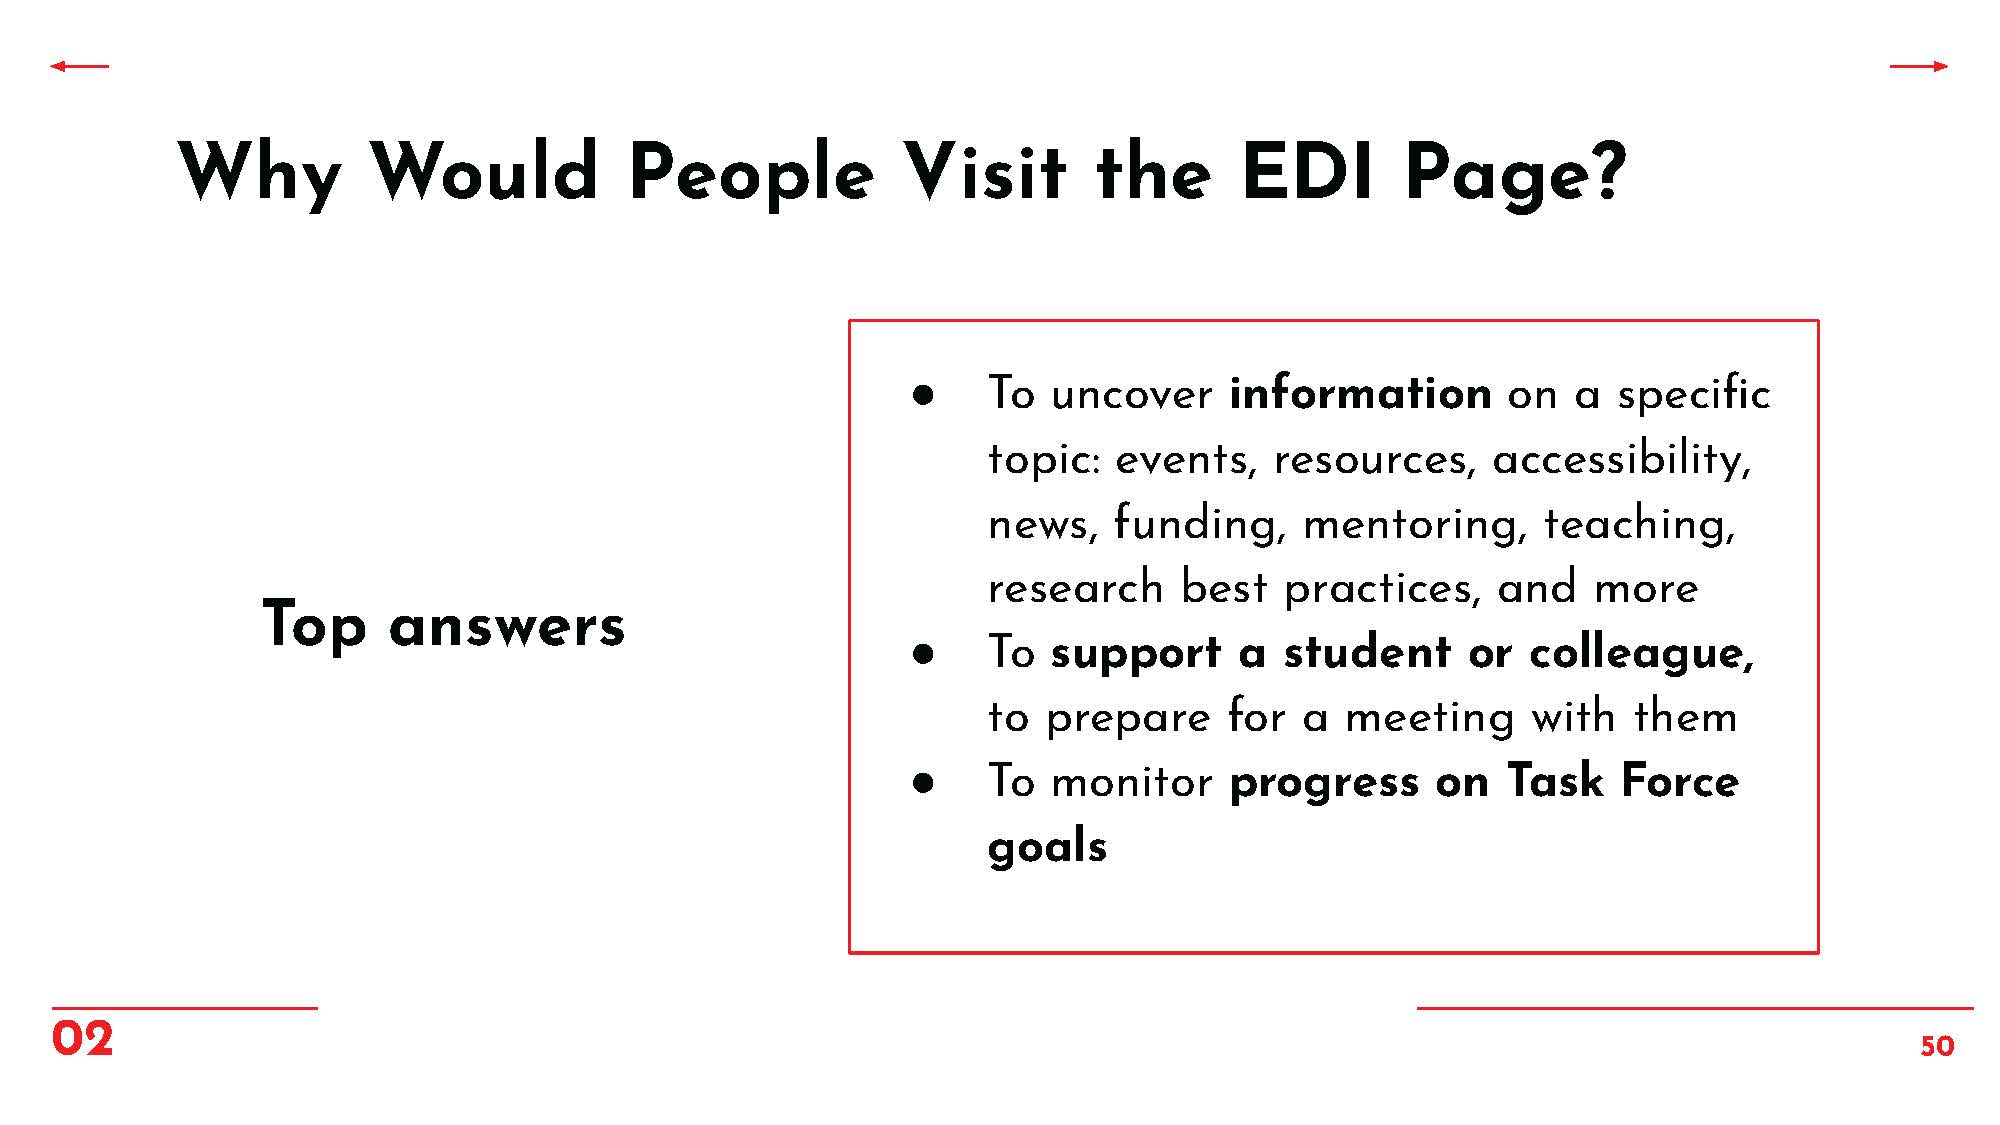 Why Would People Visit the EDI Page?
Top answers
● To uncover information on a specific
topic: events, resources, accessibility,
news, funding, mentoring, teaching,
research best practices, and more
● To support a student or colleague,
to prepare for a meeting with them
● To monitor progress on Task Force
goals
02
50